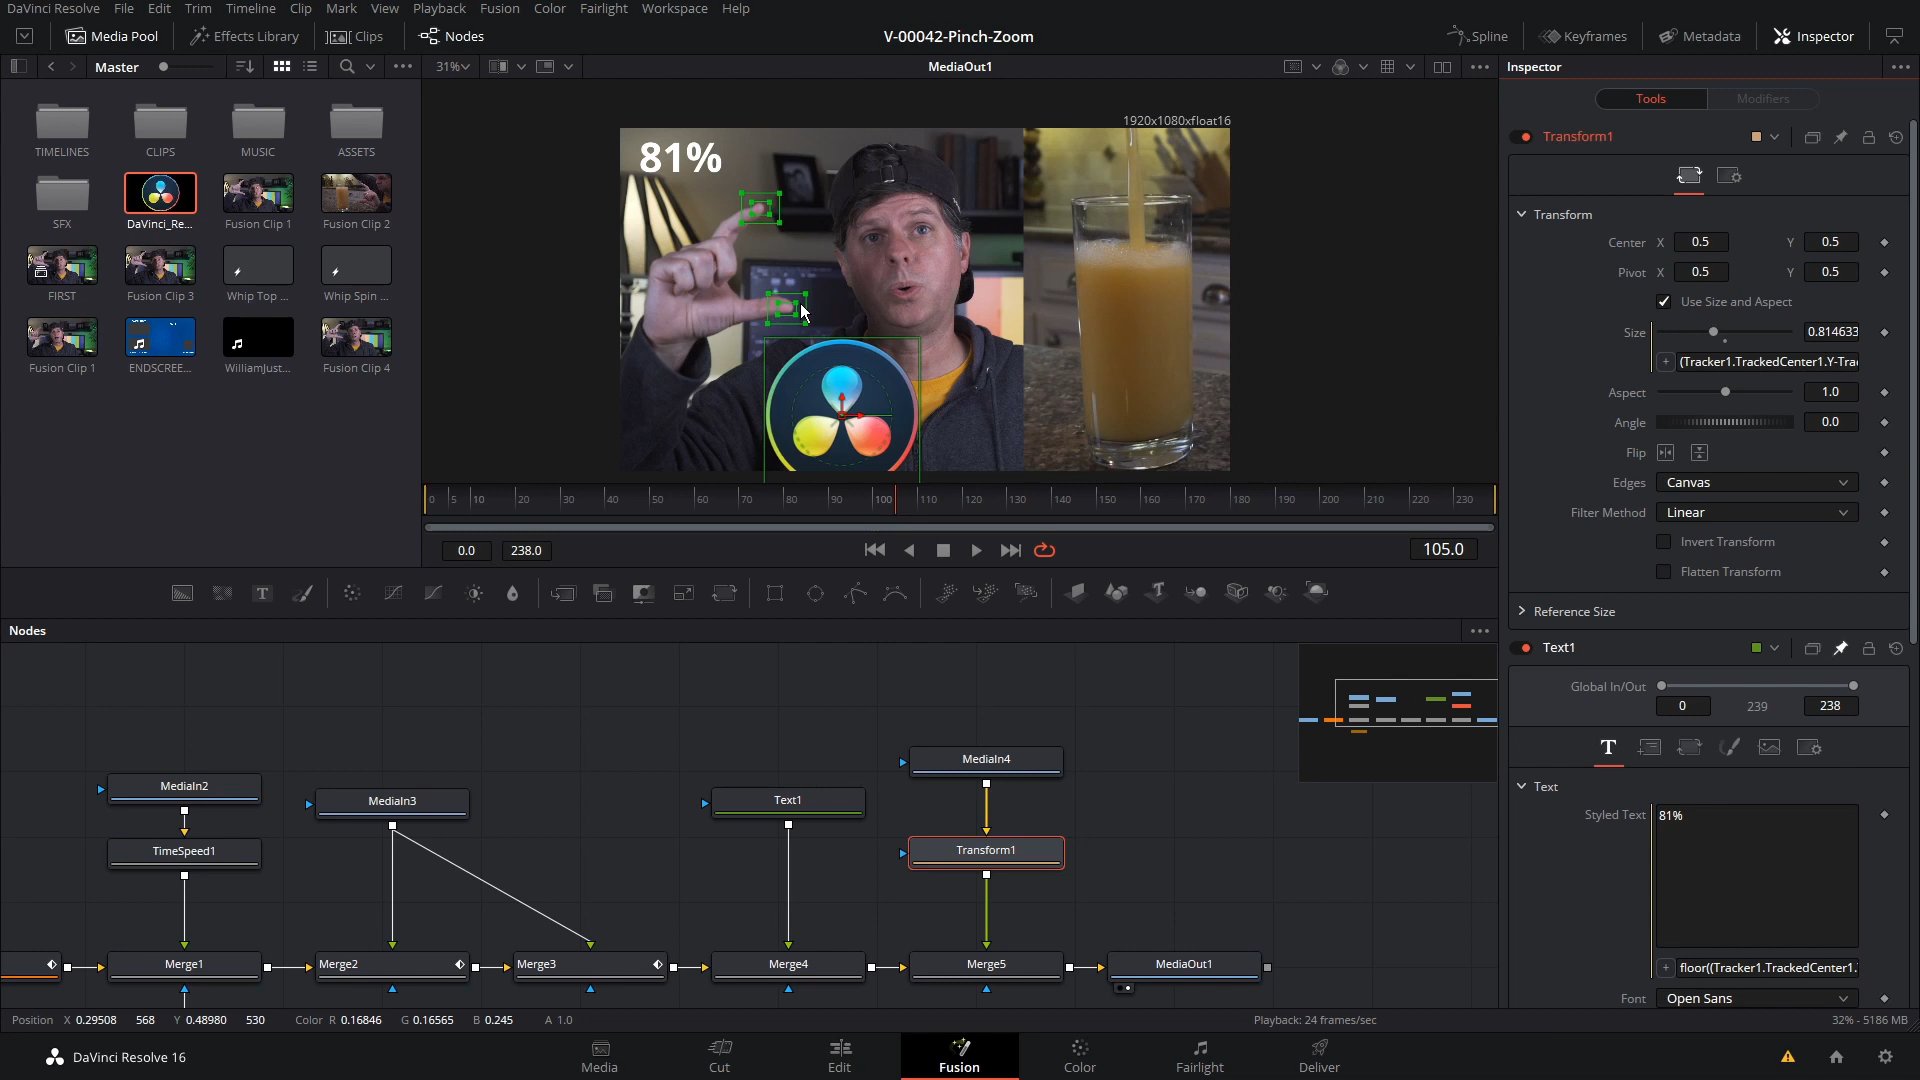 DaVinci Resolve File Edit Trim Timeline Clip Mark View Playback Fusion Color Fairlight Workspace Help
Media Pool Effects Library Clips Nodes V-00042-Pinch-Zoom Spline Keyframes Metadata Inspector
Master 31% MediaOut1 Inspector
Tools Modifiers
1920x1080xfloat16
81%
Transform1
TIMELINES CLIPS MUSIC ASSETS
SFX DaVinci_Re... Fusion Clip 1 Fusion Clip 2
FIRST Fusion Clip 3 Whip Top ... Whip Spin ...
Fusion Clip 1 ENDSCREE... WilliamJust... Fusion Clip 4
Transform
Center X 0.5 Y 0.5
Pivot X 0.5 Y 0.5
Use Size and Aspect
Size 0.814633
(Tracker1.TrackedCenter1.Y-Trac
Aspect 1.0
Angle 0.0
Flip
Edges Canvas
Filter Method Linear
Invert Transform
Flatten Transform
Reference Size
0 5 10 20 30 40 50 60 70 80 90 100 110 120 130 140 150 160 170 180 190 200 210 220 230
0.0 238.0 105.0
Nodes
Text1
Global In/Out
0 239 238
Text
Styled Text 81%
floor((Tracker1.TrackedCenter1.
Font Open Sans
MediaIn4
MediaIn2 MediaIn3 Text1
TimeSpeed1 Transform1
Merge1 Merge2 Merge3 Merge4 Merge5 MediaOut1
Position X 0.29508 568 Y 0.48980 530 Color R 0.16846 G 0.16565 B 0.245 A 1.0 Playback: 24 frames/sec 32% - 5186 MB
DaVinci Resolve 16 Media Cut Edit Fusion Color Fairlight Deliver